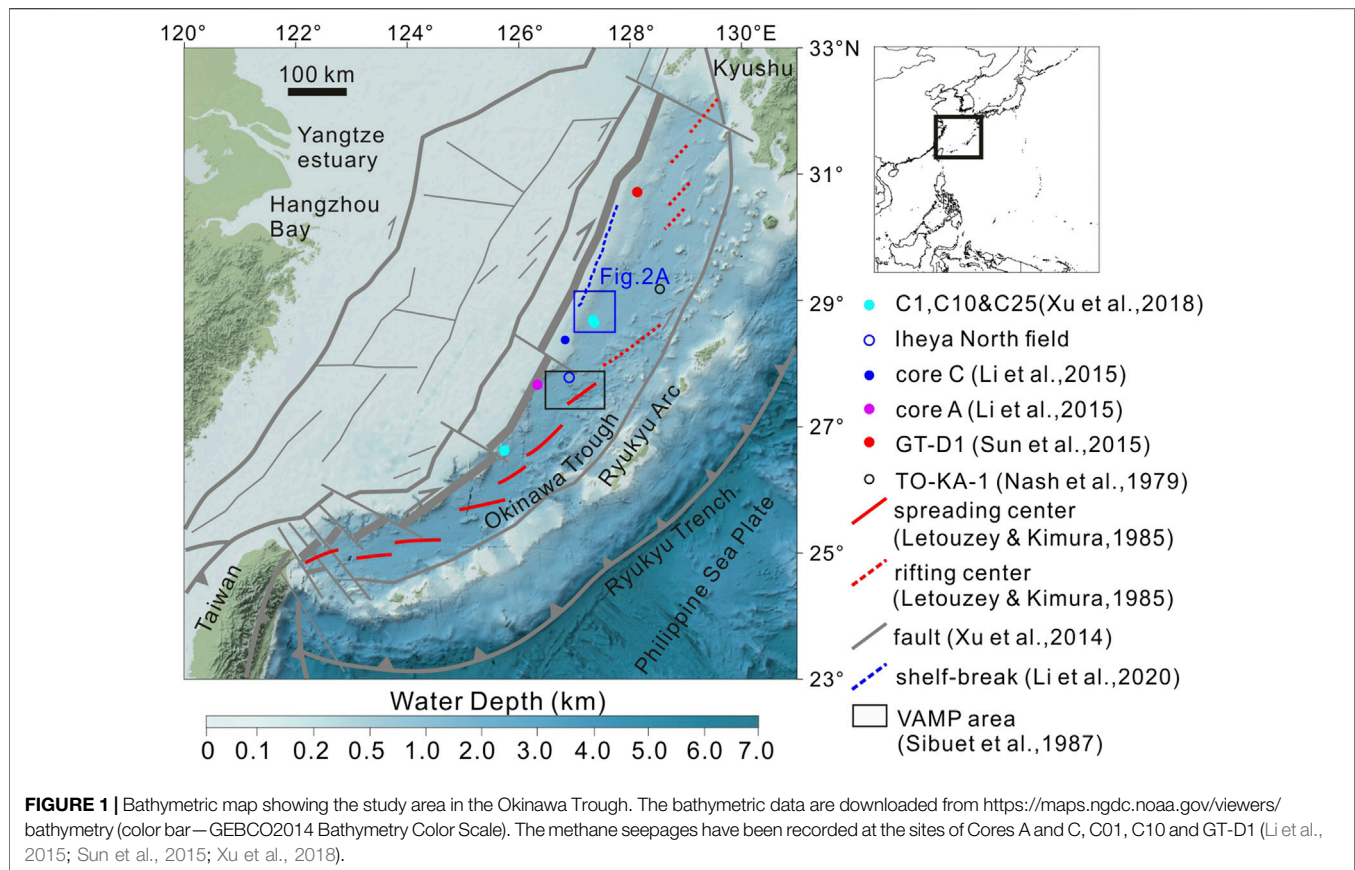 120° 122° 124° 126° 128° 130°E
33°N
100 km
Kyushu
Yangtze
estuary
31°
Hangzhou
Bay
Fig.2A
29°
27°
Okinawa Trough
Ryukyu Arc
Ryukyu Trench
Philippine Sea Plate
25°
Taiwan
23°
Water Depth (km)
0 0.1 0.2 0.5 1.0 2.0 3.0 4.0 5.0 6.0 7.0
C1,C10&C25(Xu et al.,2018)
Iheya North field
core C (Li et al.,2015)
core A (Li et al.,2015)
GT-D1 (Sun et al.,2015)
TO-KA-1 (Nash et al.,1979)
spreading center
(Letouzey & Kimura,1985)
rifting center
(Letouzey & Kimura,1985)
fault (Xu et al.,2014)
shelf-break (Li et al.,2020)
VAMP area
(Sibuet et al.,1987)
FIGURE 1 | Bathymetric map showing the study area in the Okinawa Trough. The bathymetric data are downloaded from https://maps.ngdc.noaa.gov/viewers/
bathymetry (color bar—GEBCO2014 Bathymetry Color Scale). The methane seepages have been recorded at the sites of Cores A and C, C01, C10 and GT-D1 (Li et al.,
2015; Sun et al., 2015; Xu et al., 2018).